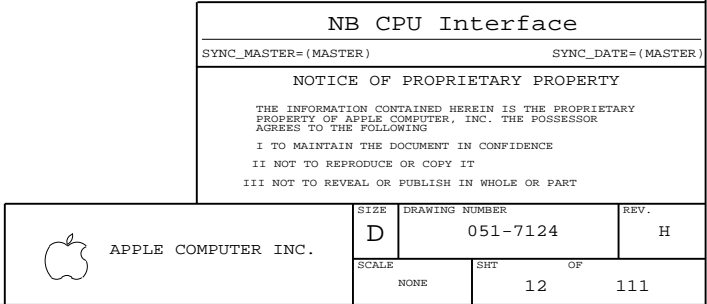 NB CPU Interface
SYNC_MASTER=(MASTER) SYNC_DATE=(MASTER)
NOTICE OF PROPRIETARY PROPERTY
THE INFORMATION CONTAINED HEREIN IS THE PROPRIETARY
PROPERTY OF APPLE COMPUTER, INC. THE POSSESSOR
AGREES TO THE FOLLOWING
I TO MAINTAIN THE DOCUMENT IN CONFIDENCE
II NOT TO REPRODUCE OR COPY IT
III NOT TO REVEAL OR PUBLISH IN WHOLE OR PART
APPLE COMPUTER INC.
SIZE DRAWING NUMBER REV.
D 051-7124 H
SCALE SHT OF
NONE 12 111